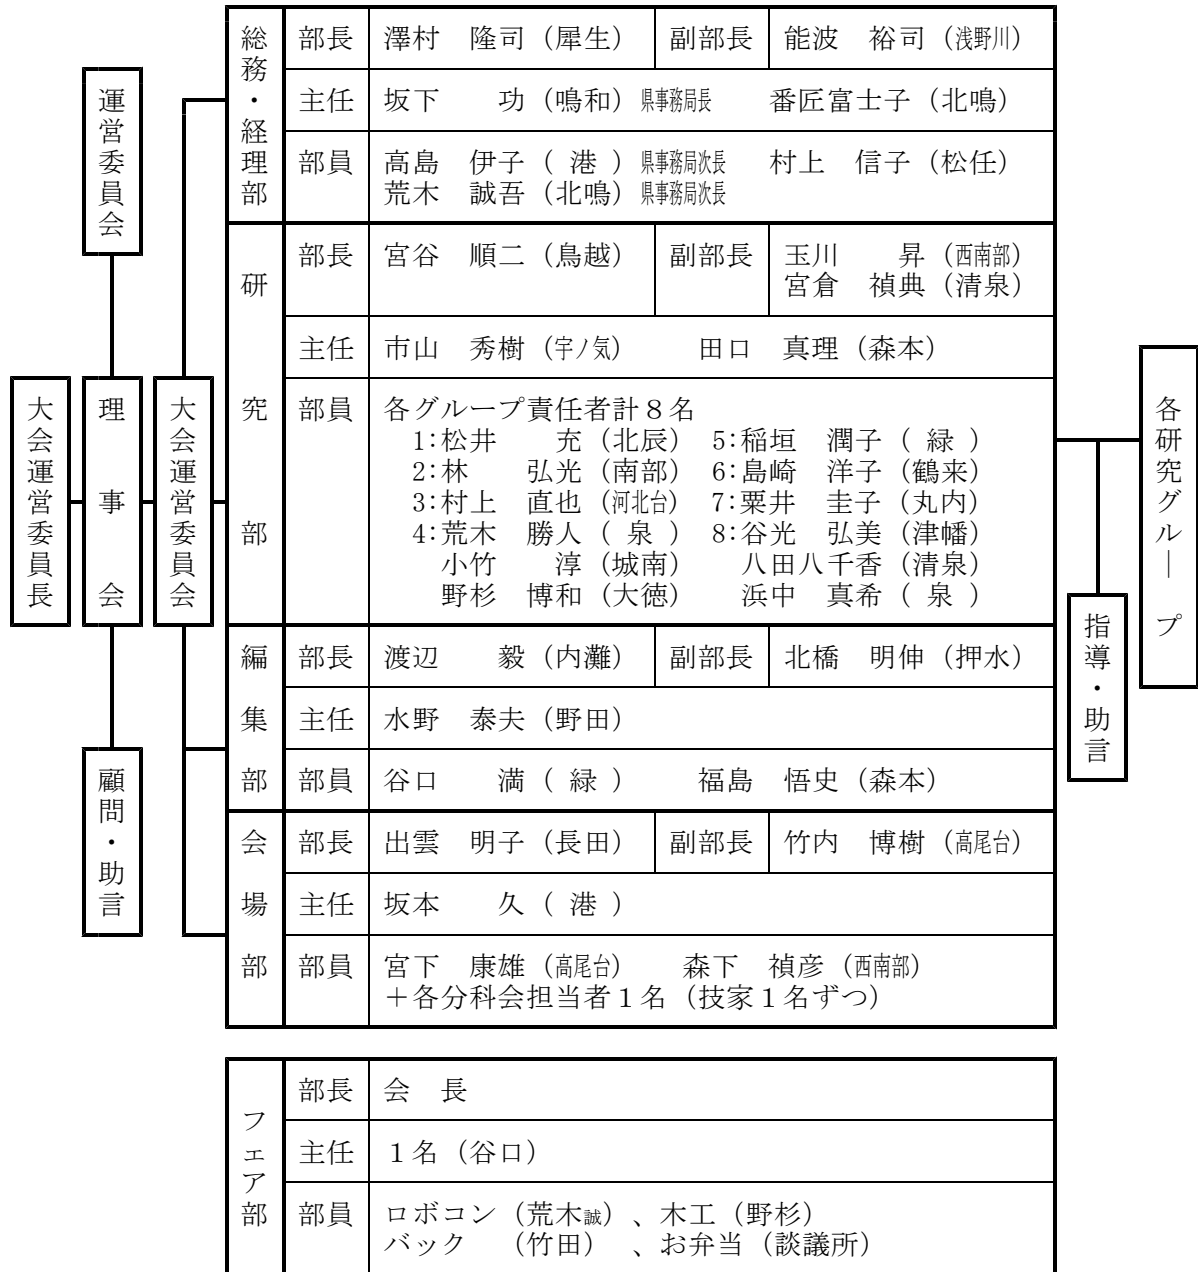 運営委員会
大会運営委員長
理事会
大会運営委員会
顧問・助言
総務・経理部
部長 澤村 隆司（犀生） 副部長 能波 裕司（浅野川）
主任 坂下 功（鳴和）県事務局長 番匠富士子（北鳴）
部員 高島 伊子（ 港 ）県事務局次長 村上 信子（松任）
荒木 誠吾（北鳴）県事務局次長
研究部
部長 宮谷 順二（鳥越） 副部長 玉川 昇（西南部）
宮倉 禎典（清泉）
主任 市山 秀樹（宇ノ気） 田口 真理（森本）
部員 各グループ責任者計８名
1:松井 充（北辰） 5:稲垣 潤子（ 緑 ）
2:林 弘光（南部） 6:島崎 洋子（鶴来）
3:村上 直也（河北台） 7:粟井 圭子（丸内）
4:荒木 勝人（ 泉 ） 8:谷光 弘美（津幡）
小竹 淳（城南） 八田八千香（清泉）
野杉 博和（大徳） 浜中 真希（ 泉 ）
編集部
部長 渡辺 毅（内灘） 副部長 北橋 明伸（押水）
主任 水野 泰夫（野田）
部員 谷口 満（ 緑 ） 福島 悟史（森本）
会場部
部長 出雲 明子（長田） 副部長 竹内 博樹（高尾台）
主任 坂本 久（ 港 ）
部員 宮下 康雄（高尾台） 森下 禎彦（西南部）
＋各分科会担当者１名（技家１名ずつ）
各研究グループ
指導・助言
フェア部
部長 会 長
主任 １名（谷口）
部員 ロボコン（荒木誠）、木工（野杉）
バック （竹田） 、お弁当（談議所）